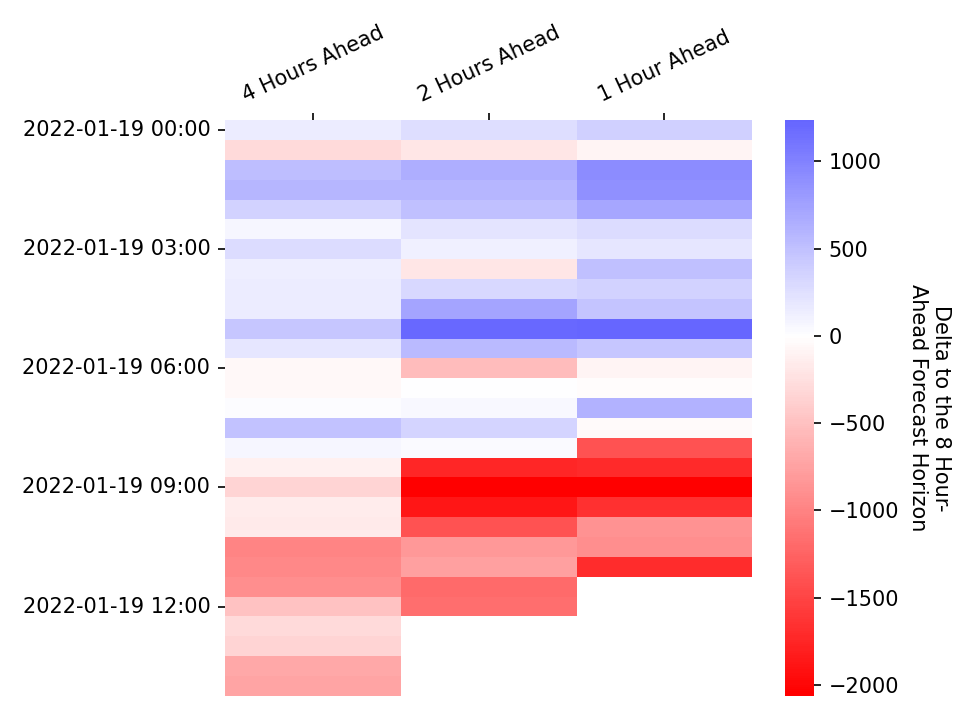 4 Hours Ahead
2 Hours Ahead
1 Hour Ahead
2022-01-19 00:00
2022-01-19 03:00
2022-01-19 06:00
2022-01-19 09:00
2022-01-19 12:00
1000
500
0
−500
−1000
−1500
−2000
Delta to the 8 Hour-
Ahead Forecast Horizon